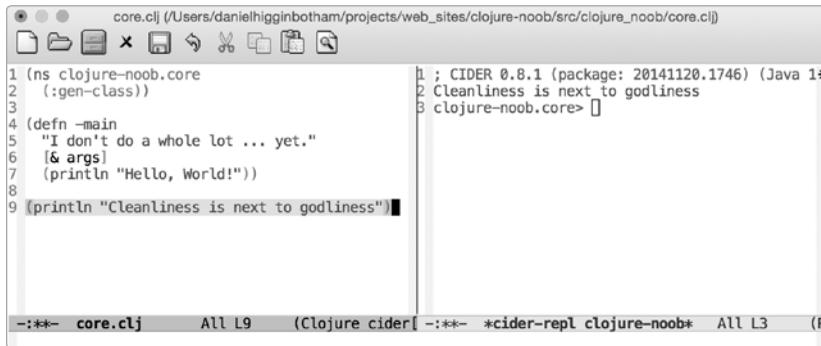 core.clj (/Users/danielhigginbotham/projects/web_sites/clojure-noob/src/clojure_noob/core.clj)
1 (ns clojure-noob.core
2 (:gen-class))
3
4 (defn -main
5 "I don't do a whole lot ... yet."
6 [& args]
7 (println "Hello, World!"))
8
9 (println "Cleanliness is next to godliness")
-:**- core.clj All L9 (Clojure cider[
1 ; CIDER 0.8.1 (package: 20141120.1746) (Java 1
2 Cleanliness is next to godliness
3 clojure-noob.core>
-:**- *cider-repl clojure-noob* All L3 (